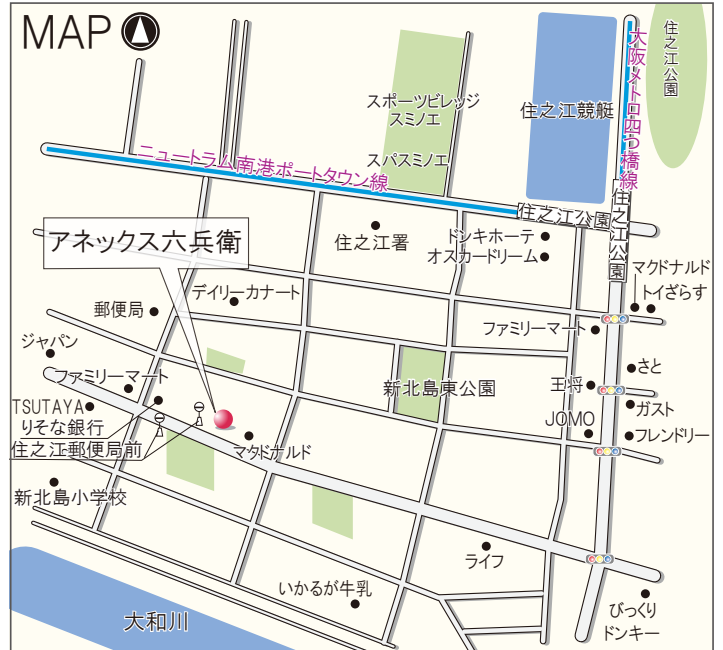 MAP
大阪メトロ四つ橋線
住之江公園
スポーツビレッジ
スミノエ
住之江競艇
スパスミノエ
ニュートラム南港ポートタウン線
住之江公園
住之江公園
アネックス六兵衛
住之江署
ドンキホーテ
オスカードリーム
マクドナルド
トイざらす
デイリーカナート
郵便局
ファミリーマート
ジャパン
さと
ファミリーマート
新北島東公園
王将
TSUTAYA
ガスト
りそな銀行
JOMO
フレンドリー
住之江郵便局前
マクドナルド
新北島小学校
ライフ
いかるが牛乳
びっくり
ドンキー
大和川